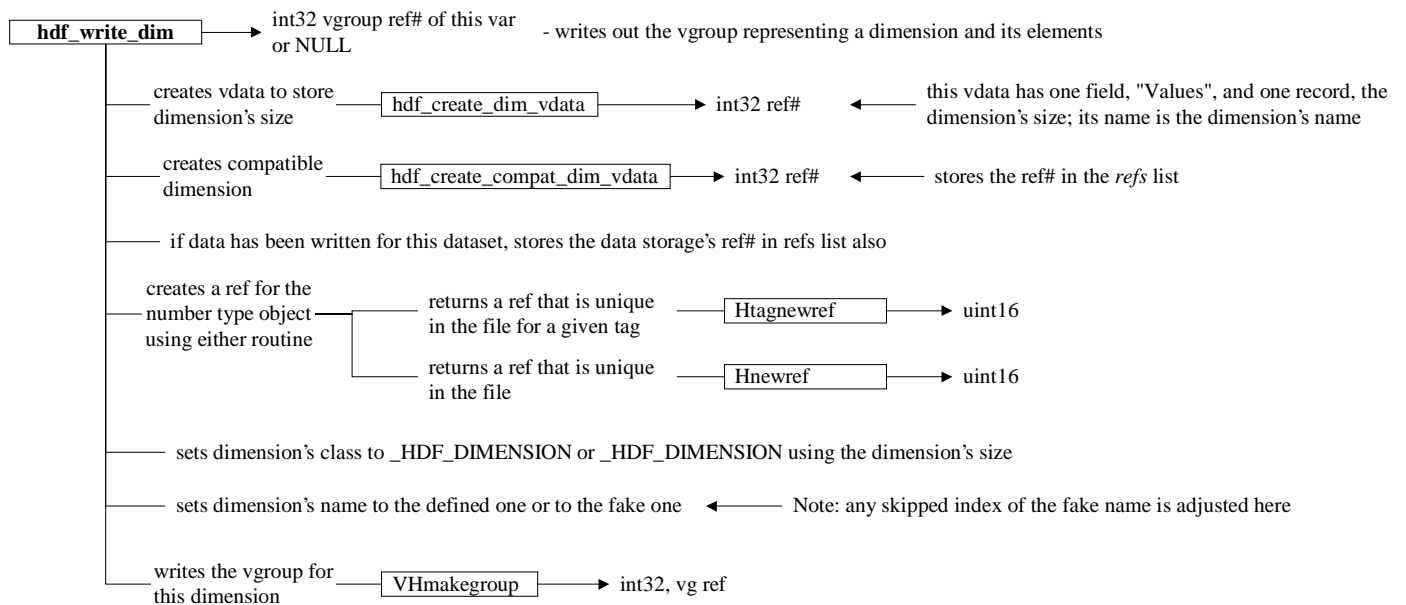 hdf_write_dim
int32 vgroup ref# of this var
or NULL
- writes out the vgroup representing a dimension and its elements
creates vdata to store
dimension’s size
hdf_create_dim_vdata
int32 ref#
this vdata has one field, "Values", and one record, the
dimension’s size; its name is the dimension’s name
creates compatible
dimension
hdf_create_compat_dim_vdata
int32 ref#
stores the ref# in the refs list
if data has been written for this dataset, stores the data storage’s ref# in refs list also
creates a ref for the
number type object
using either routine
returns a ref that is unique
in the file for a given tag
Htagnewref
uint16
returns a ref that is unique
in the file
Hnewref
uint16
sets dimension’s class to _HDF_DIMENSION or _HDF_DIMENSION using the dimension’s size
sets dimension’s name to the defined one or to the fake one
Note: any skipped index of the fake name is adjusted here
writes the vgroup for
this dimension
VHmakegroup
int32, vg ref